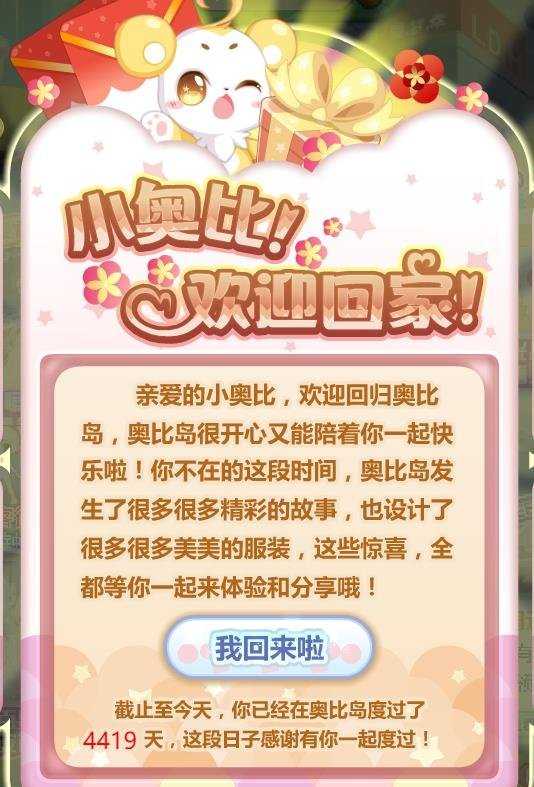 小奥比!
欢迎回家!
亲爱的小奥比，欢迎回归奥比
岛，奥比岛很开心又能陪着你一起快
乐啦！你不在的这段时间，奥比岛发
生了很多很多精彩的故事，也设计了
很多很多美美的服装，这些惊喜，全
都等你一起来体验和分享哦！
我回来啦
截止至今天，你已经在奥比岛度过了
4419 天，这段日子感谢有你一起度过！